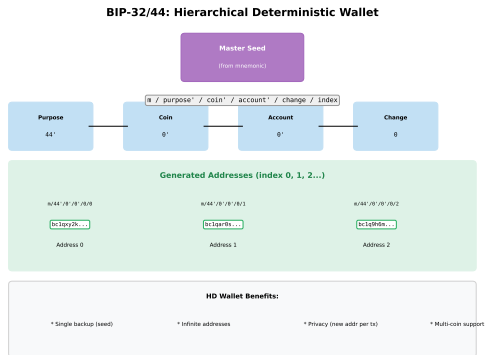 BIP-32/44: Hierarchical Deterministic Wallet
Master Seed
(from mnemonic)
m / purpose' / coin' / account' / change / index
Purpose Coin Account Change
44' 0' 0' 0
Generated Addresses (index 0, 1, 2...)
m/44'/0'/0'/0/0 m/44'/0'/0'/0/1 m/44'/0'/0'/0/2
bc1qxy2k... bc1qar0s... bc1q9h6m...
Address 0 Address 1 Address 2
HD Wallet Benefits:
* Single backup (seed) * Infinite addresses * Privacy (new addr per tx) * Multi-coin support